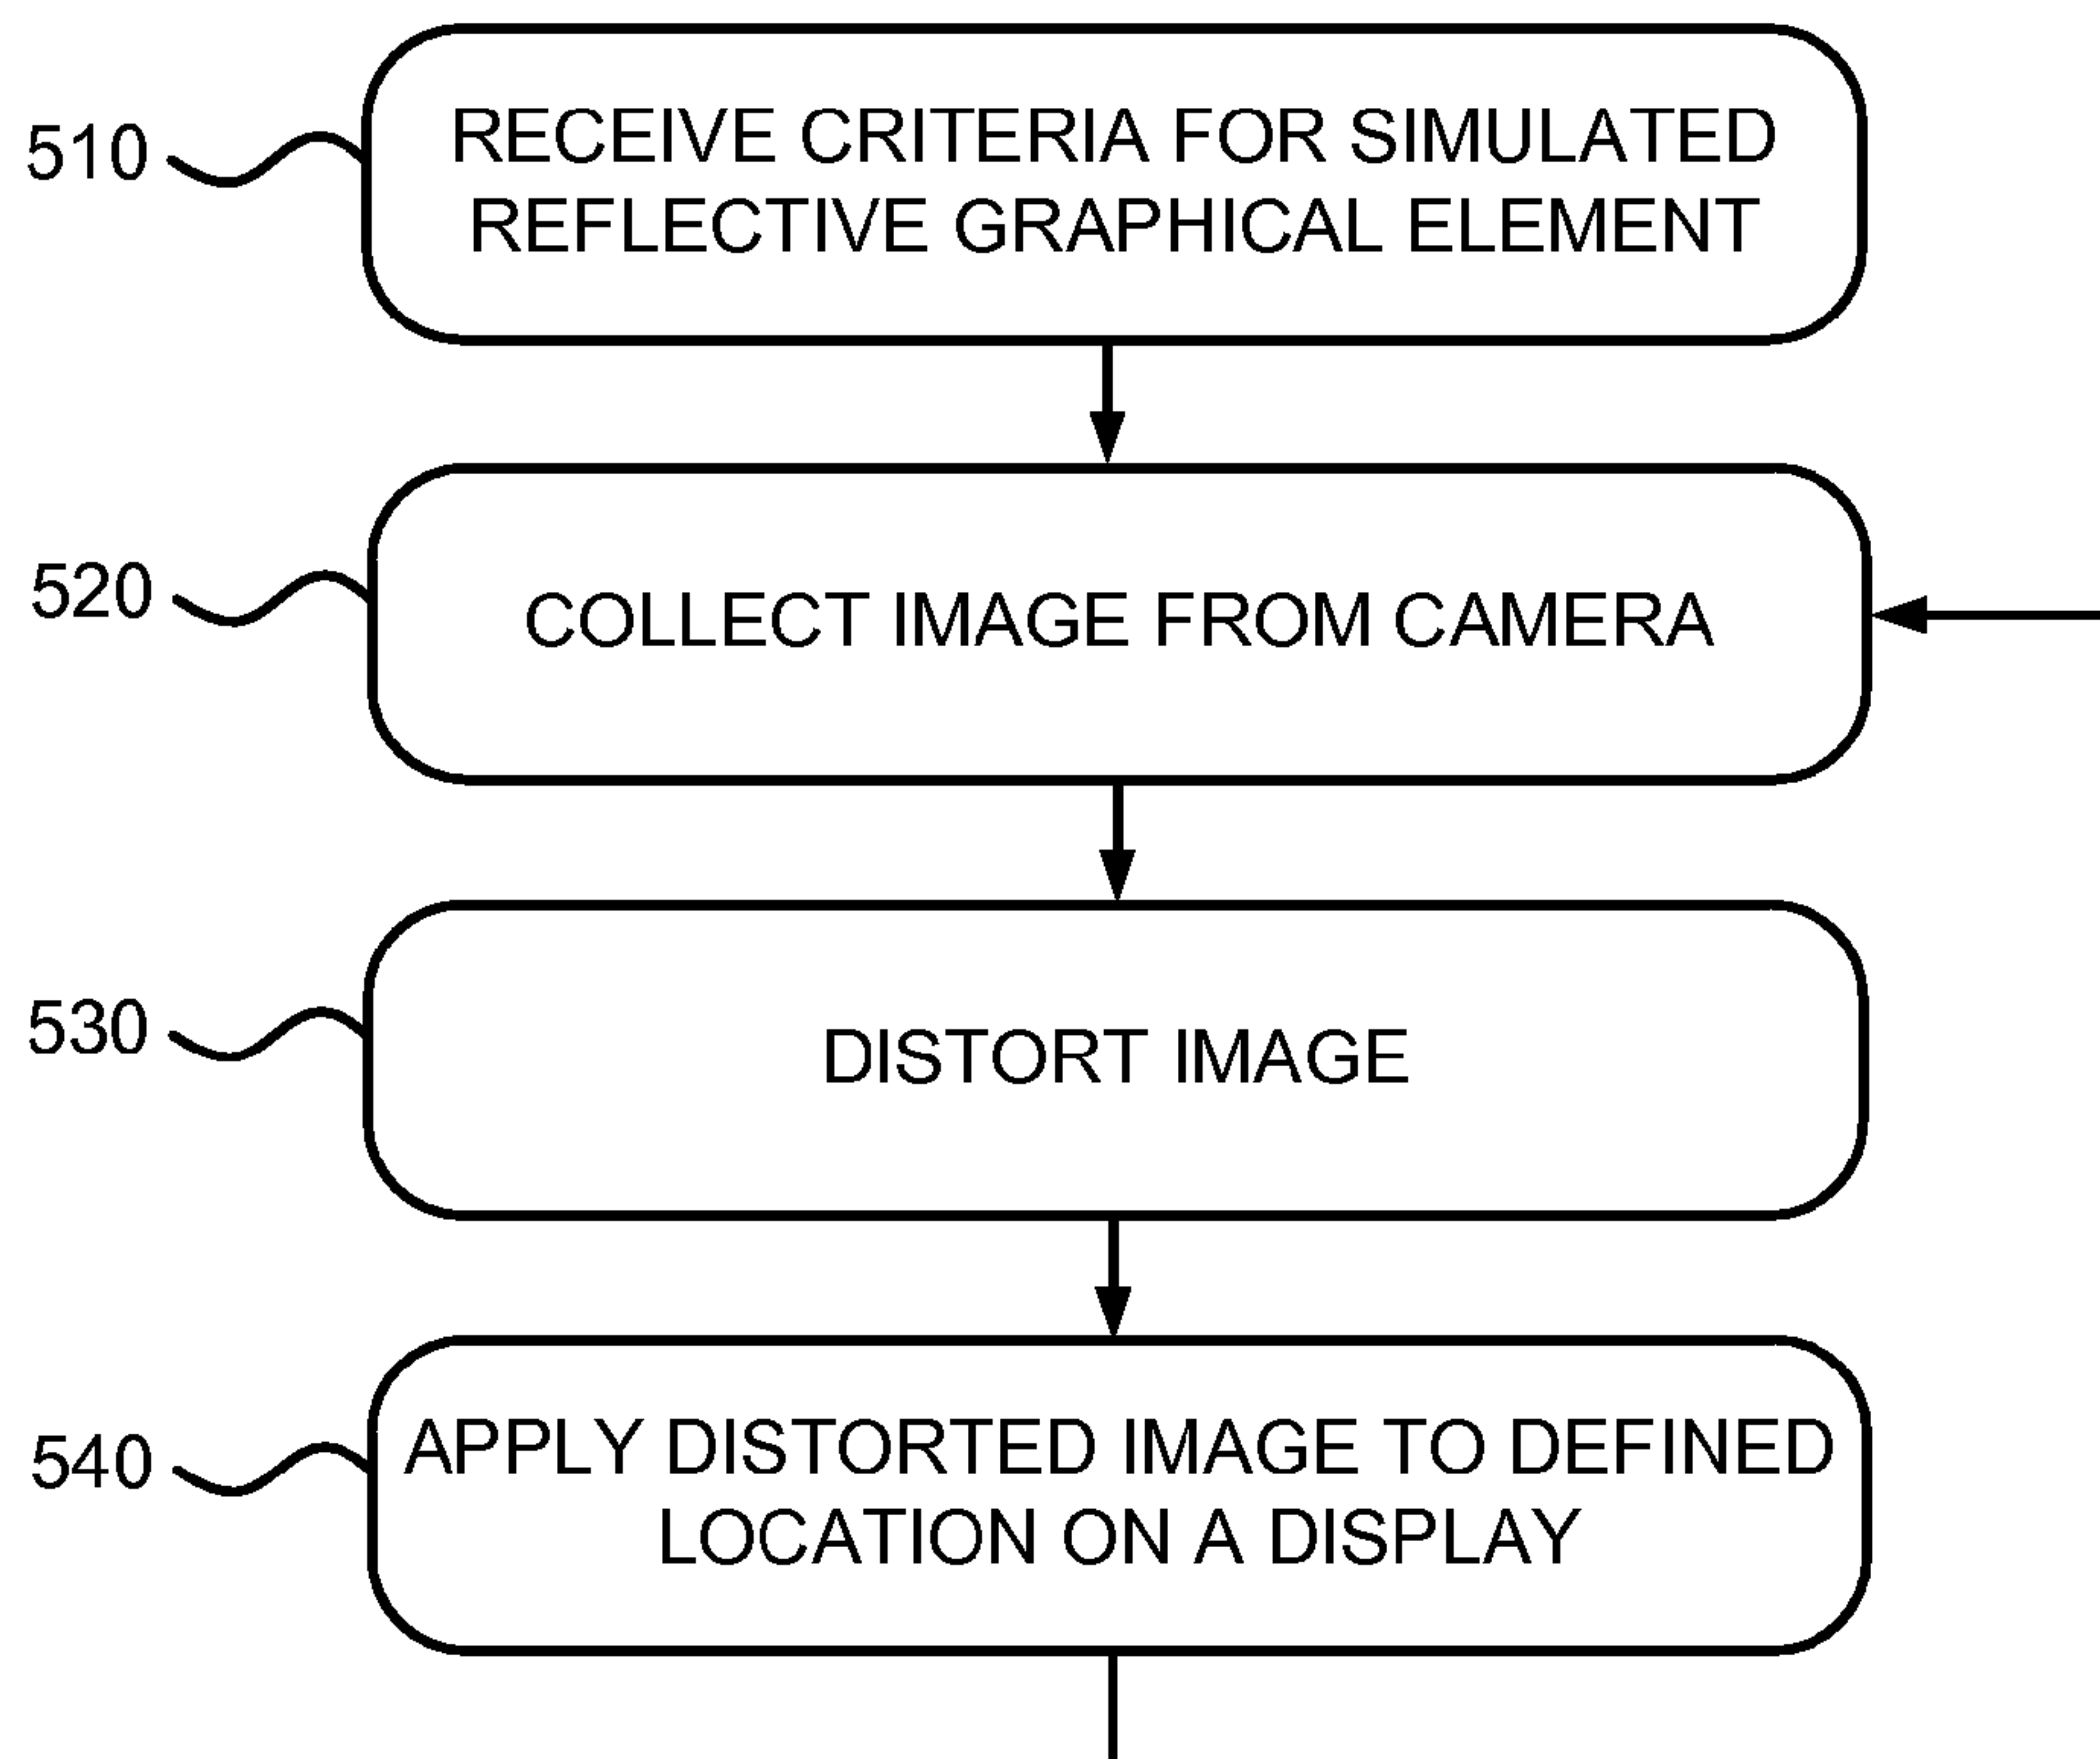 510
RECEIVE CRITERIA FOR SIMULATED
REFLECTIVE GRAPHICAL ELEMENT
520
COLLECT IMAGE FROM CAMERA
530
DISTORT IMAGE
540
APPLY DISTORTED IMAGE TO DEFINED
LOCATION ON A DISPLAY